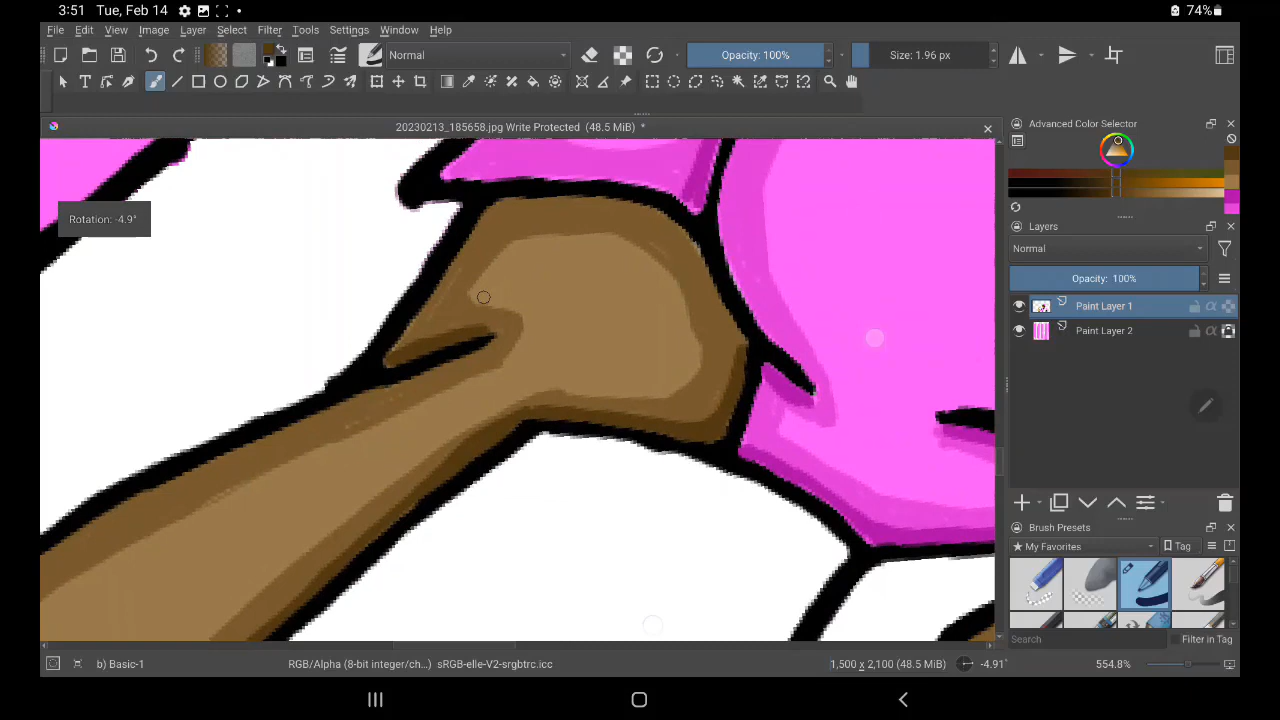 3:51 Tue, Feb 14
74%
File Edit View Image Layer Select Filter Tools Settings Window Help
Normal
Opacity: 100%
Size: 1.96 px
20230213_185658.jpg Write Protected (48.5 MiB) *
Advanced Color Selector
Rotation: -4.9°
Layers
Normal
Opacity: 100%
Paint Layer 1
Paint Layer 2
Brush Presets
My Favorites
Tag
Search
Filter in Tag
b) Basic-1
RGB/Alpha (8-bit integer/ch...) sRGB-elle-V2-srgbtrc.icc
1,500 x 2,100 (48.5 MiB)
-4.91°
554.8%